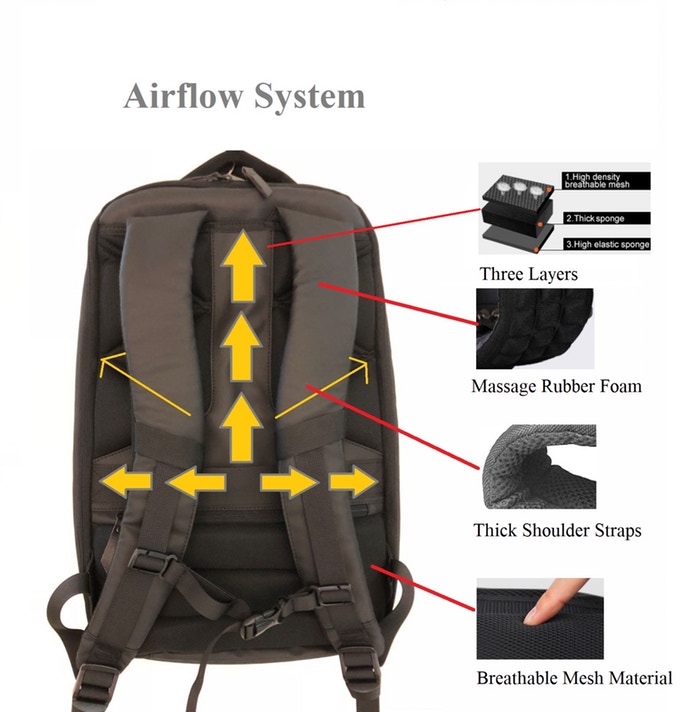 Airflow System
1.High density
breathable mesh
2.Thick sponge
3.High elastic sponge
Three Layers
Massage Rubber Foam
Thick Shoulder Straps
Breathable Mesh Material